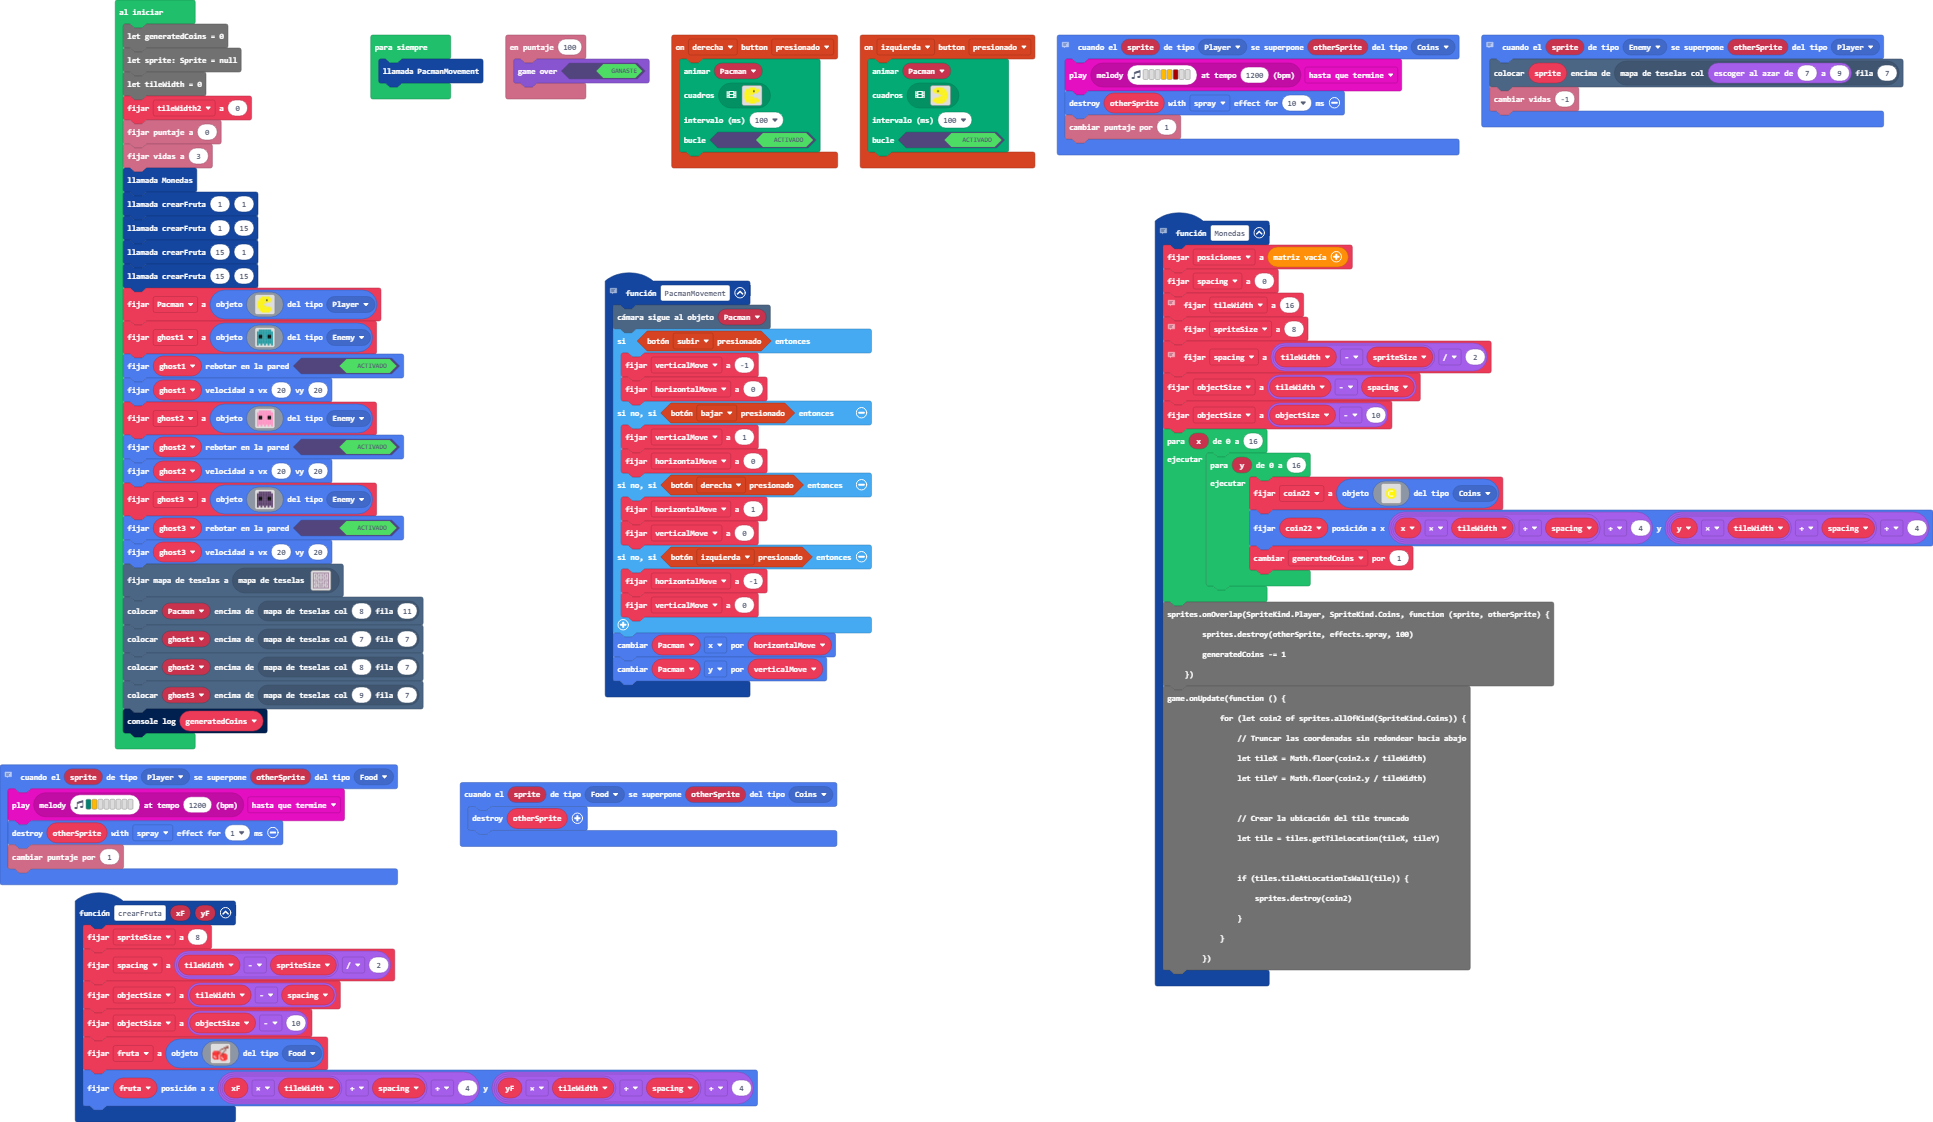 al iniciar
let generatedCoins = 0
let sprite: Sprite = null
let tileWidth = 0
fijar tileWidth2 a 0
fijar puntaje a 0
fijar vidas a 3
llamada Monedas
llamada crearFruta 1 1
llamada crearFruta 1 15
llamada crearFruta 15 1
llamada crearFruta 15 15
fijar Pacman a objeto del tipo Player
fijar ghost1 a objeto del tipo Enemy
fijar ghost1 rebotar en la pared ACTIVADO
fijar ghost1 velocidad a vx 20 vy 20
fijar ghost2 a objeto del tipo Enemy
fijar ghost2 rebotar en la pared ACTIVADO
fijar ghost2 velocidad a vx 20 vy 20
fijar ghost3 a objeto del tipo Enemy
fijar ghost3 rebotar en la pared ACTIVADO
fijar ghost3 velocidad a vx 20 vy 20
fijar mapa de teselas a mapa de teselas
colocar Pacman encima de mapa de teselas col 8 fila 11
colocar ghost1 encima de mapa de teselas col 7 fila 7
colocar ghost2 encima de mapa de teselas col 8 fila 7
colocar ghost3 encima de mapa de teselas col 9 fila 7
console log generatedCoins
para siempre
llamada PacmanMovement
en puntaje 100
game over GANASTE
on derecha button presionado
animar Pacman
cuadros
intervalo (ms) 100
bucle ACTIVADO
on izquierda button presionado
animar Pacman
cuadros
intervalo (ms) 100
bucle ACTIVADO
cuando el sprite de tipo Player se superpone otherSprite del tipo Coins
play melody at tempo 1200 (bpm) hasta que termine
destroy otherSprite with spray effect for 10 ms
cambiar puntaje por 1
cuando el sprite de tipo Enemy se superpone otherSprite del tipo Player
colocar sprite encima de mapa de teselas col escoger al azar de 7 a 9 fila 7
cambiar vidas -1
función PacmanMovement
cámara sigue al objeto Pacman
si botón subir presionado entonces
fijar verticalMove a -1
fijar horizontalMove a 0
si no, si botón bajar presionado entonces
fijar verticalMove a 1
fijar horizontalMove a 0
si no, si botón derecha presionado entonces
fijar horizontalMove a 1
fijar verticalMove a 0
si no, si botón izquierda presionado entonces
fijar horizontalMove a -1
fijar verticalMove a 0
cambiar Pacman x por horizontalMove
cambiar Pacman y por verticalMove
función Monedas
fijar posiciones a matriz vacía
fijar spacing a 0
fijar tileWidth a 16
fijar spriteSize a 8
fijar spacing a tileWidth - spriteSize / 2
fijar objectSize a tileWidth - spacing
fijar objectSize a objectSize - 10
para x de 0 a 16
ejecutar para y de 0 a 16
ejecutar fijar coin22 a objeto del tipo Coins
fijar coin22 posición a x x × tileWidth + spacing + 4 y y × tileWidth + spacing + 4
cambiar generatedCoins por 1
sprites.onOverlap(SpriteKind.Player, SpriteKind.Coins, function (sprite, otherSprite) {
sprites.destroy(otherSprite, effects.spray, 100)
generatedCoins -= 1
})
game.onUpdate(function () {
for (let coin2 of sprites.allOfKind(SpriteKind.Coins)) {
// Truncar las coordenadas sin redondear hacia abajo
let tileX = Math.floor(coin2.x / tileWidth)
let tileY = Math.floor(coin2.y / tileWidth)
// Crear la ubicación del tile truncado
let tile = tiles.getTileLocation(tileX, tileY)
if (tiles.tileAtLocationIsWall(tile)) {
sprites.destroy(coin2)
}
}
})
cuando el sprite de tipo Player se superpone otherSprite del tipo Food
play melody at tempo 1200 (bpm) hasta que termine
destroy otherSprite with spray effect for 1 ms
cambiar puntaje por 1
cuando el sprite de tipo Food se superpone otherSprite del tipo Coins
destroy otherSprite
función crearFruta xF yF
fijar spriteSize a 8
fijar spacing a tileWidth - spriteSize / 2
fijar objectSize a tileWidth - spacing
fijar objectSize a objectSize - 10
fijar fruta a objeto del tipo Food
fijar fruta posición a x xF × tileWidth + spacing + 4 y yF × tileWidth + spacing + 4